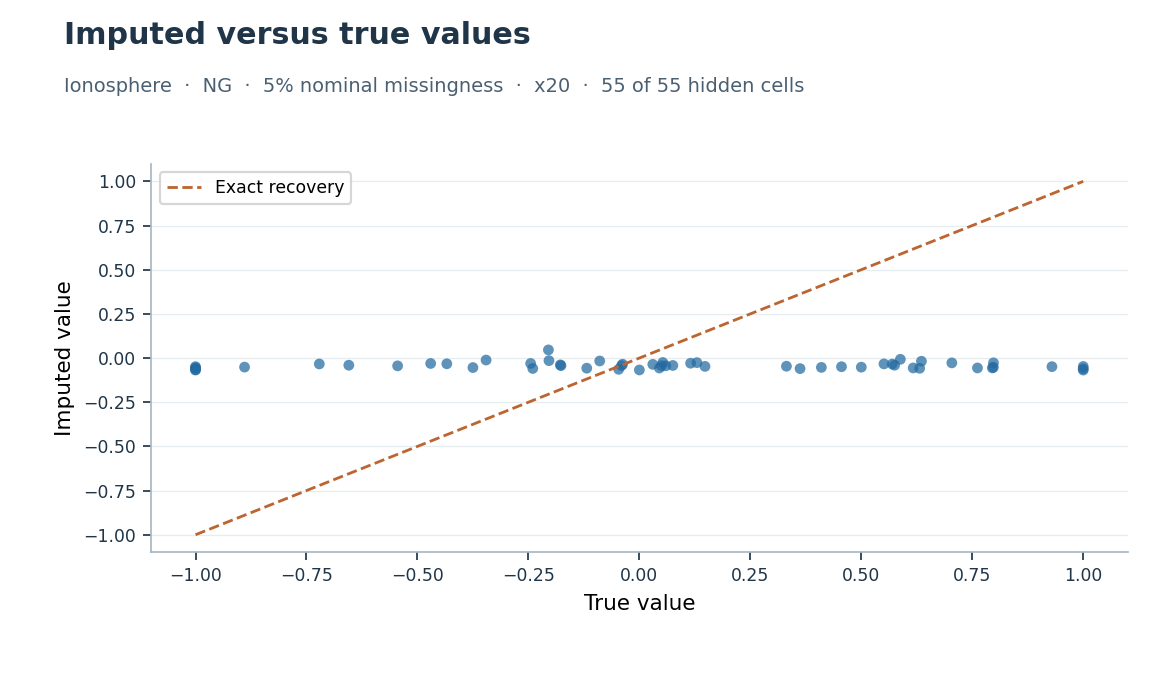 Imputed versus true values
Ionosphere · NG · 5% nominal missingness · x20 · 55 of 55 hidden cells
Exact recovery
Imputed value
1.00
0.75
0.50
0.25
0.00
−0.25
−0.50
−0.75
−1.00
−1.00 −0.75 −0.50 −0.25 0.00 0.25 0.50 0.75 1.00
True value